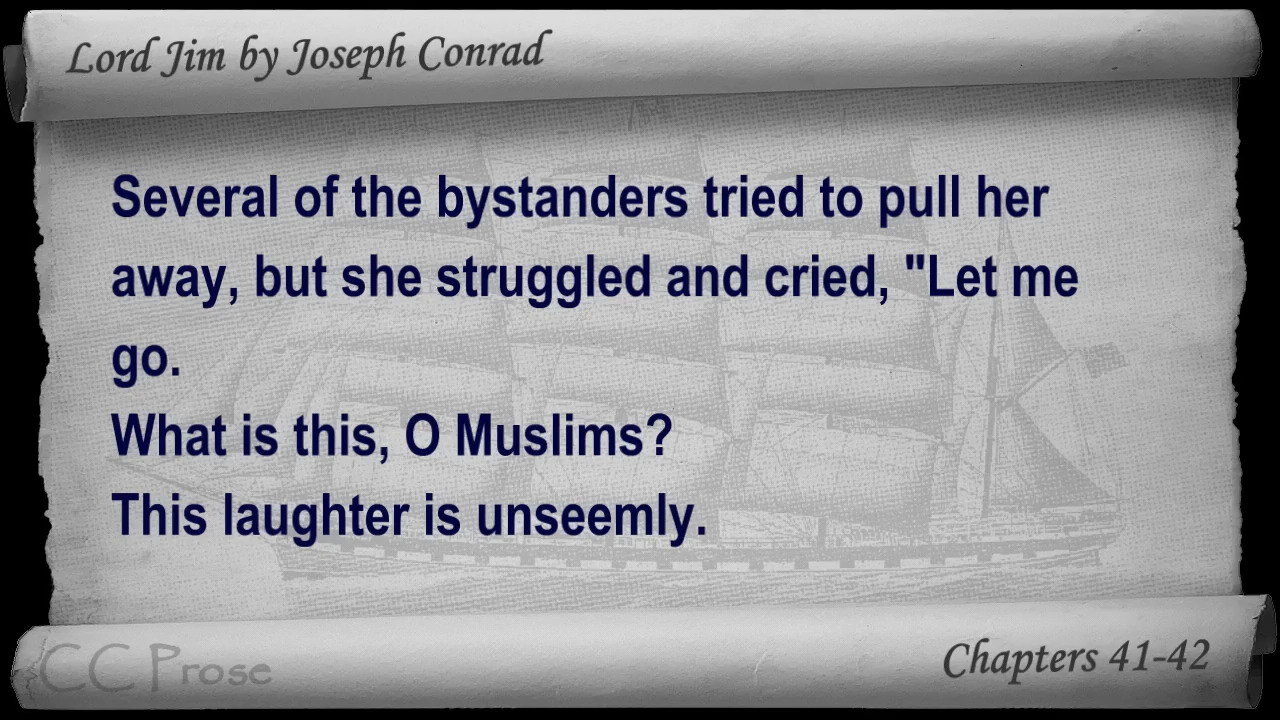 Lord Jim by Joseph Conrad
Several of the bystanders tried to pull her
away, but she struggled and cried, "Let me
go.
What is this, O Muslims?
This laughter is unseemly.
CC Prose
Chapters 41-42